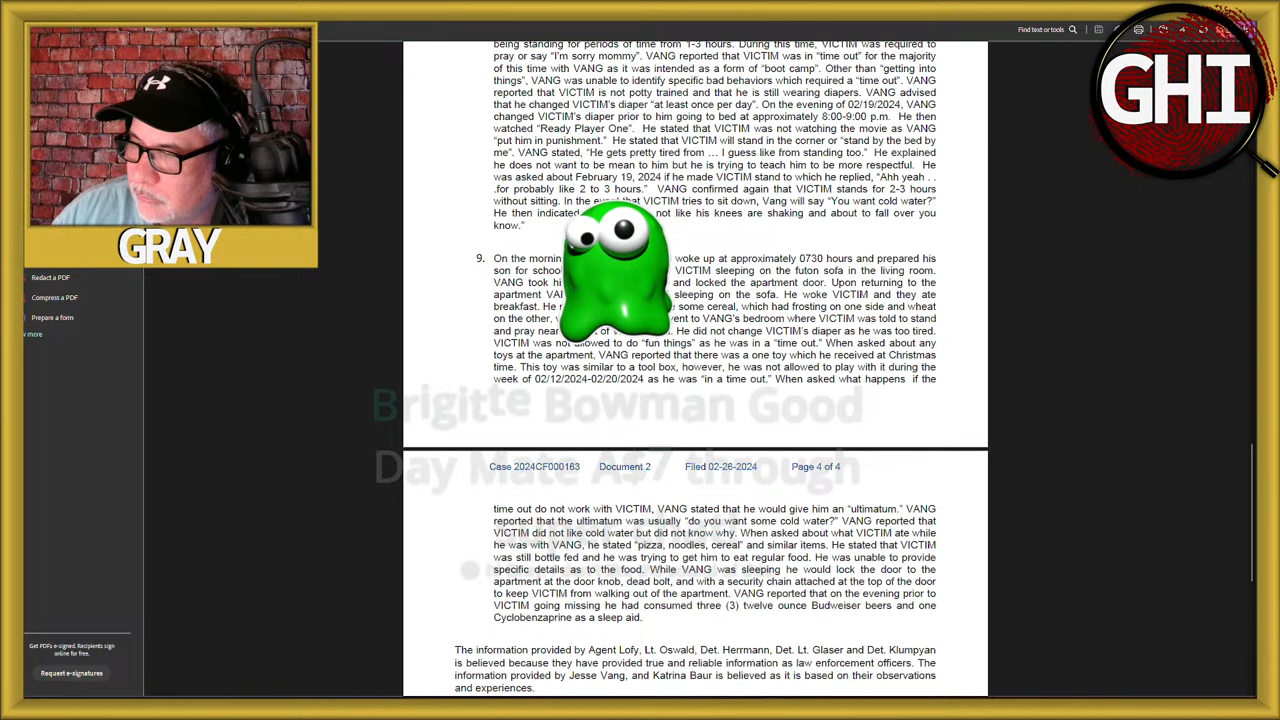 Find text or tools
GHI
GRAY
Redact a PDF
Compress a PDF
Prepare a form
more
Get PDFs e-signed. Recipients sign
online for free.
Request e-signatures
being standing for periods of time from 1-3 hours. During this time, VICTIM was required to
pray or say "I'm sorry mommy". VANG reported that VICTIM was in "time out" for the majority
of this time with VANG as it was intended as a form of "boot camp". Other than "getting into
things", VANG was unable to identify specific bad behaviors which required a "time out". VANG
reported that VICTIM is not potty trained and that he is still wearing diapers. VANG advised
that he changed VICTIM's diaper "at least once per day". On the evening of 02/19/2024, VANG
changed VICTIM's diaper prior to him going to bed at approximately 8:00-9:00 p.m. He then
watched "Ready Player One". He stated that VICTIM was not watching the movie as VANG
"put him in punishment." He stated that VICTIM will stand in the corner or "stand by the bed by
me". VANG stated, "He gets pretty tired from … I guess like from standing too." He explained
he does not want to be mean to him but he is trying to teach him to be more respectful. He
was asked about February 19, 2024 if he made VICTIM stand to which he replied, "Ahh yeah . .
.for probably like 2 to 3 hours." VANG confirmed again that VICTIM stands for 2-3 hours
without sitting. In the event that VICTIM tries to sit down, Vang will say "You want cold water?"
He then indicated not like his knees are shaking and about to fall over you
know."
9. On the mornin woke up at approximately 0730 hours and prepared his
son for school VICTIM sleeping on the futon sofa in the living room.
VANG took hi and locked the apartment door. Upon returning to the
apartment VA sleeping on the sofa. He woke VICTIM and they ate
breakfast. He some cereal, which had frosting on one side and wheat
on the other, vent to VANG's bedroom where VICTIM was told to stand
and pray near of He did not change VICTIM's diaper as he was too tired.
VICTIM was not allowed to do "fun things" as he was in a "time out." When asked about any
toys at the apartment, VANG reported that there was a one toy which he received at Christmas
time. This toy was similar to a tool box, however, he was not allowed to play with it during the
week of 02/12/2024-02/20/2024 as he was "in a time out." When asked what happens if the
Brigitte Bowman Good
Day Mate A$7 through
Case 2024CF000163 Document 2 Filed 02-26-2024 Page 4 of 4
time out do not work with VICTIM, VANG stated that he would give him an "ultimatum." VANG
reported that the ultimatum was usually "do you want some cold water?" VANG reported that
VICTIM did not like cold water but did not know why. When asked about what VICTIM ate while
he was with VANG, he stated "pizza, noodles, cereal" and similar items. He stated that VICTIM
was still bottle fed and he was trying to get him to eat regular food. He was unable to provide
specific details as to the food. While VANG was sleeping he would lock the door to the
apartment at the door knob, dead bolt, and with a security chain attached at the top of the door
to keep VICTIM from walking out of the apartment. VANG reported that on the evening prior to
VICTIM going missing he had consumed three (3) twelve ounce Budweiser beers and one
Cyclobenzaprine as a sleep aid.
The information provided by Agent Lofy, Lt. Oswald, Det. Herrmann, Det. Lt. Glaser and Det. Klumpyan
is believed because they have provided true and reliable information as law enforcement officers. The
information provided by Jesse Vang, and Katrina Baur is believed as it is based on their observations
and experiences.